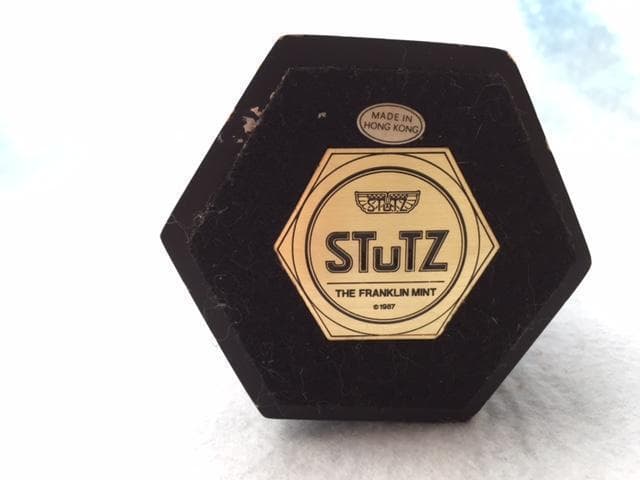 MADE IN
HONG KONG
STUTZ
STuTZ
THE FRANKLIN MINT
© 1987